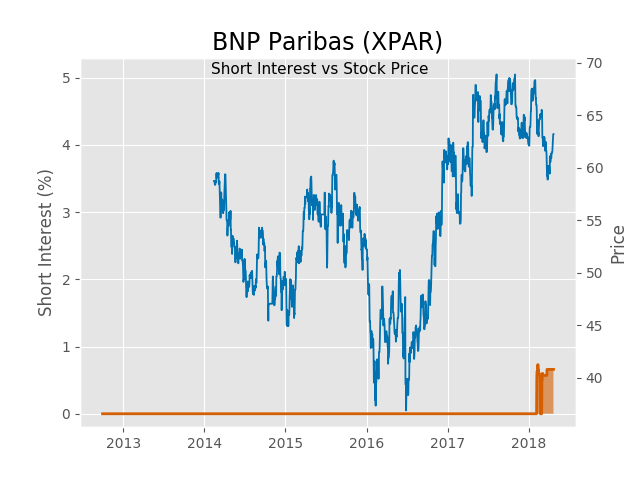 BNP Paribas (XPAR)
Short Interest vs Stock Price
Short Interest (%)
5
4
3
2
1
0
70
65
60
55
50
45
40
Price
2013 2014 2015 2016 2017 2018